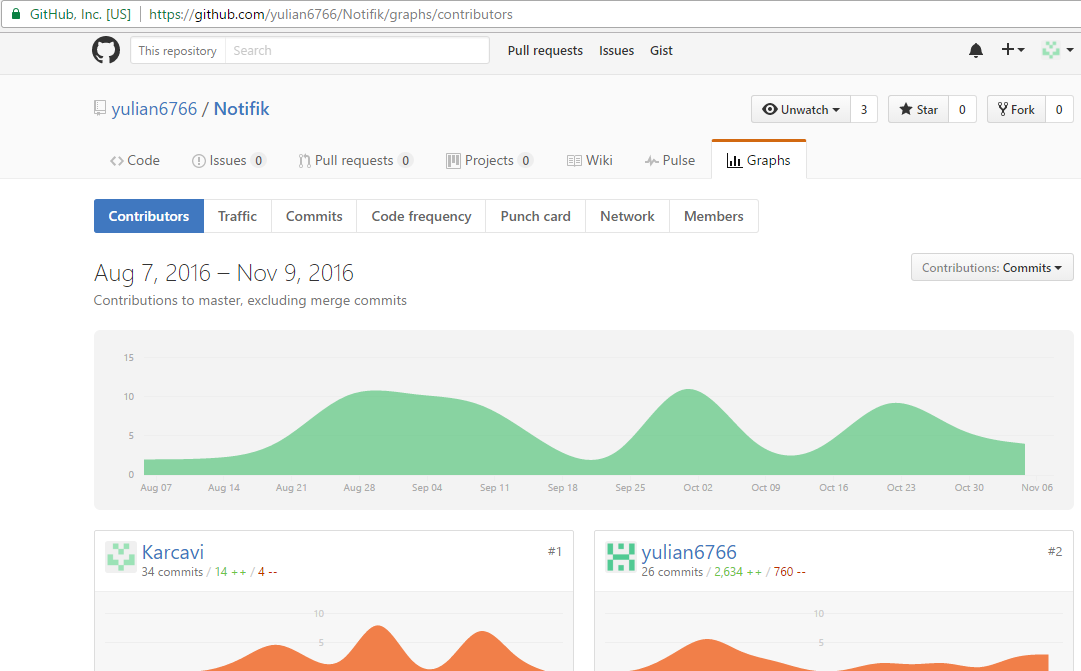 GitHub, Inc. [US] https://github.com/yulian6766/Notifik/graphs/contributors
This repository Search Pull requests Issues Gist
yulian6766 / Notifik Unwatch 3 Star 0 Fork 0
Code Issues 0 Pull requests 0 Projects 0 Wiki Pulse Graphs
Contributors Traffic Commits Code frequency Punch card Network Members
Aug 7, 2016 – Nov 9, 2016 Contributions: Commits
Contributions to master, excluding merge commits
15
10
5
0
Aug 07 Aug 14 Aug 21 Aug 28 Sep 04 Sep 11 Sep 18 Sep 25 Oct 02 Oct 09 Oct 16 Oct 23 Oct 30 Nov 06
Karcavi #1
34 commits / 14 ++ / 4 --
10
5
yulian6766 #2
26 commits / 2,634 ++ / 760 --
10
5